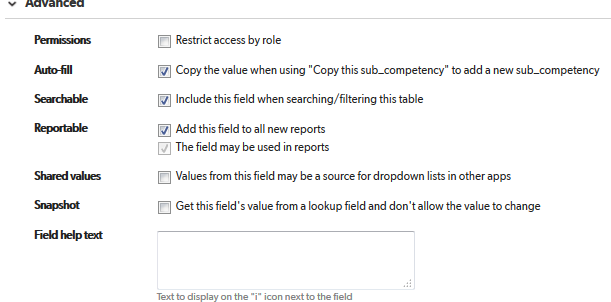 Advanced
Permissions Restrict access by role
Auto-fill Copy the value when using "Copy this sub_competency" to add a new sub_competency
Searchable Include this field when searching/filtering this table
Reportable Add this field to all new reports
The field may be used in reports
Shared values Values from this field may be a source for dropdown lists in other apps
Snapshot Get this field's value from a lookup field and don't allow the value to change
Field help text
Text to display on the "i" icon next to the field